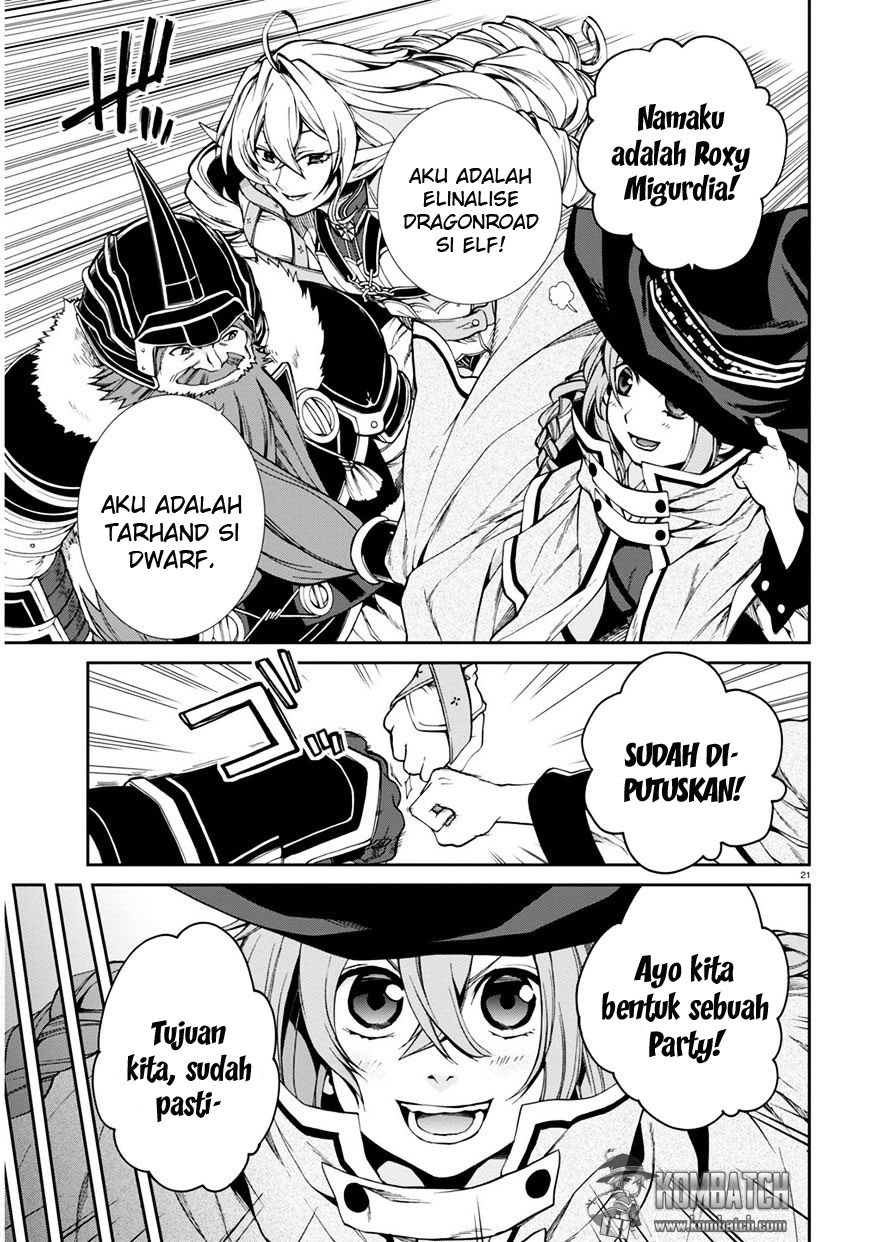 Namaku
adalah Roxy
Migurdia!
AKU ADALAH
ELINALISE
DRAGONROAD
SI ELF!
AKU ADALAH
TARHAND SI
DWARF.
SUDAH DI-
PUTUSKAN!
21
Ayo kita
bentuk sebuah
Party!
Tujuan
kita, sudah
pasti-
KOMBATCH
www.kombatch.com